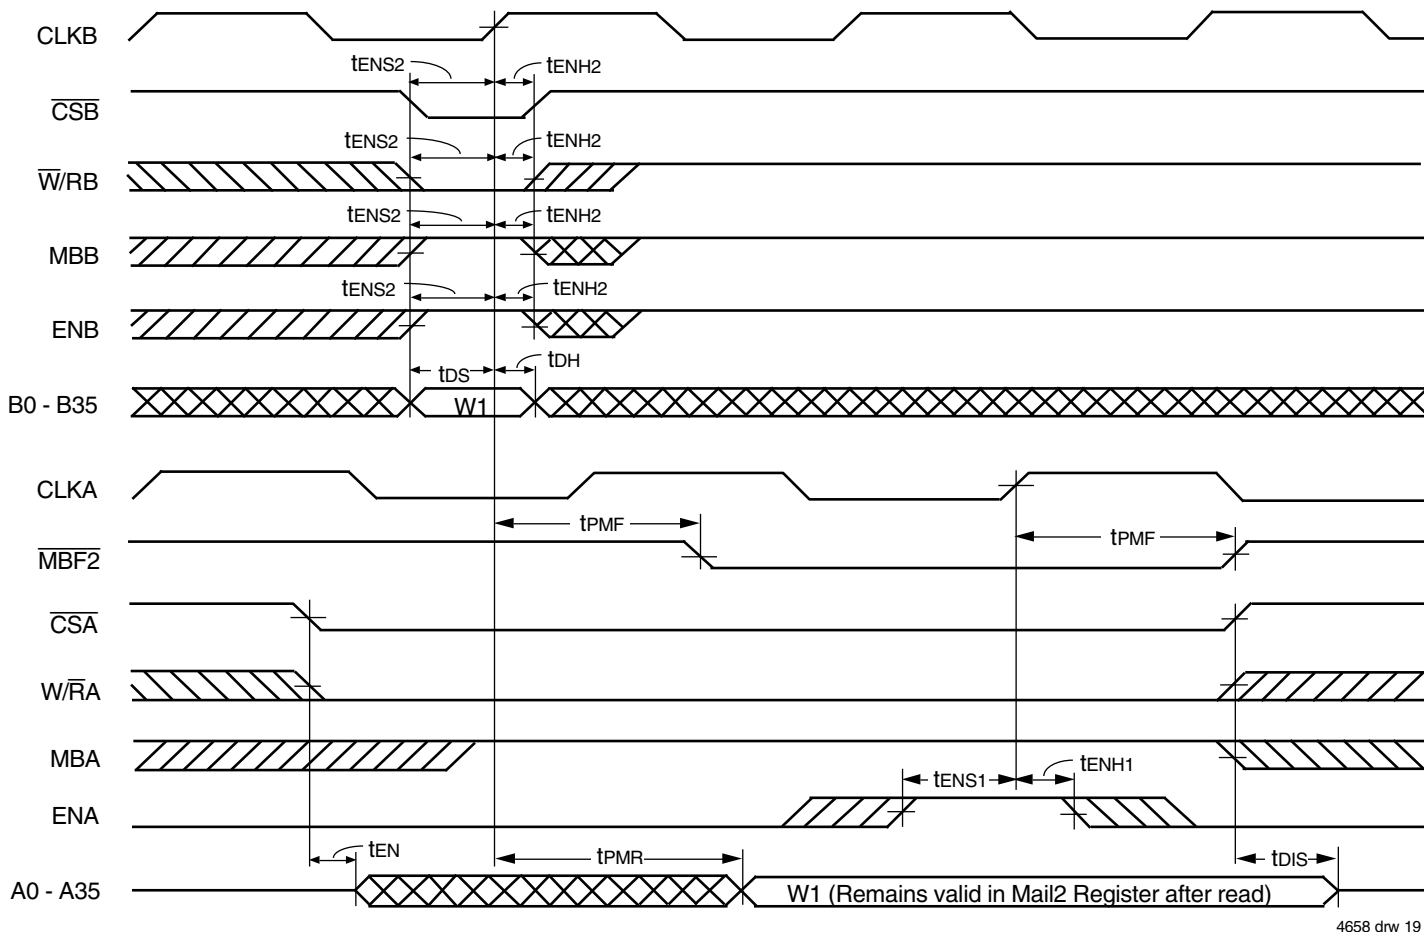 CLKB
tENS2
tENH2
CSB
tENS2
tENH2
W/RB
tENS2
tENH2
MBB
tENS2
tENH2
ENB
tDS
tDH
B0 - B35
W1
CLKA
tPMF
tPMF
MBF2
CSA
W/RA
MBA
tENS1
tENH1
ENA
tEN
tPMR
tDIS
A0 - A35
W1 (Remains valid in Mail2 Register after read)
4658 drw 19